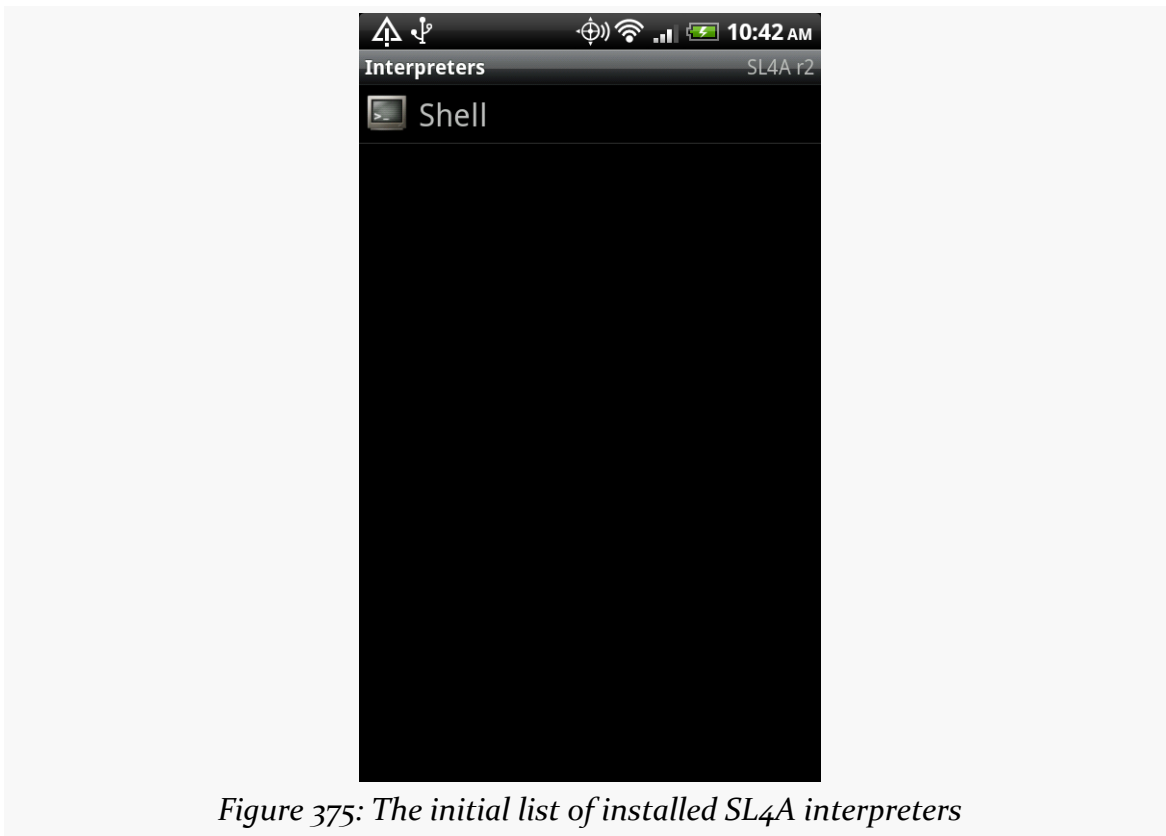 10:42 AM
Interpreters SL4A r2
Shell
Figure 375: The initial list of installed SL4A interpreters